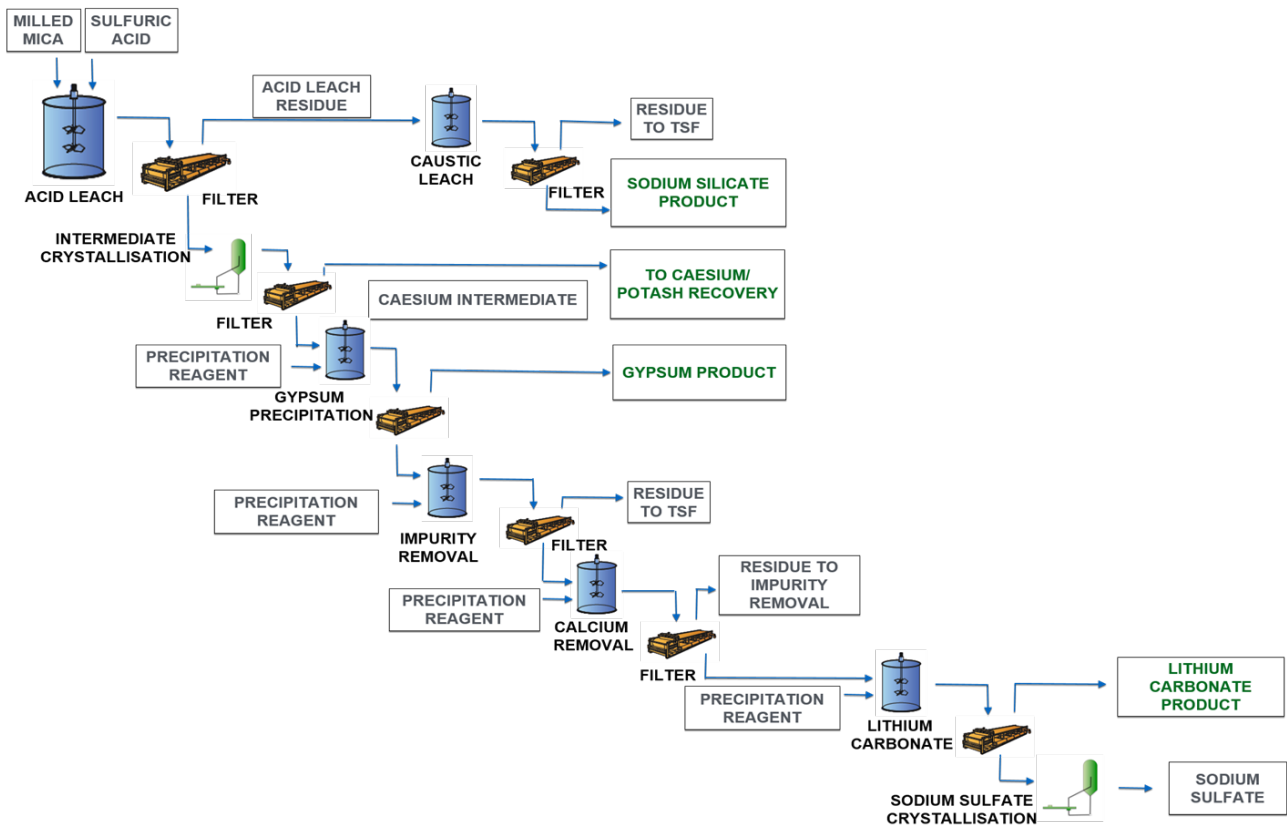 MILLED
MICA
SULFURIC
ACID
ACID LEACH
RESIDUE
RESIDUE
TO TSF
CAUSTIC
LEACH
ACID LEACH
FILTER
FILTER
SODIUM SILICATE
PRODUCT
INTERMEDIATE
CRYSTALLISATION
TO CAESIUM/
POTASH RECOVERY
CAESIUM INTERMEDIATE
FILTER
PRECIPITATION
REAGENT
GYPSUM PRODUCT
GYPSUM
PRECIPITATION
PRECIPITATION
REAGENT
RESIDUE
TO TSF
IMPURITY
REMOVAL
FILTER
RESIDUE TO
IMPURITY
REMOVAL
PRECIPITATION
REAGENT
CALCIUM
REMOVAL
FILTER
LITHIUM
CARBONATE
PRODUCT
PRECIPITATION
REAGENT
LITHIUM
CARBONATE
SODIUM SULFATE
CRYSTALLISATION
SODIUM
SULFATE